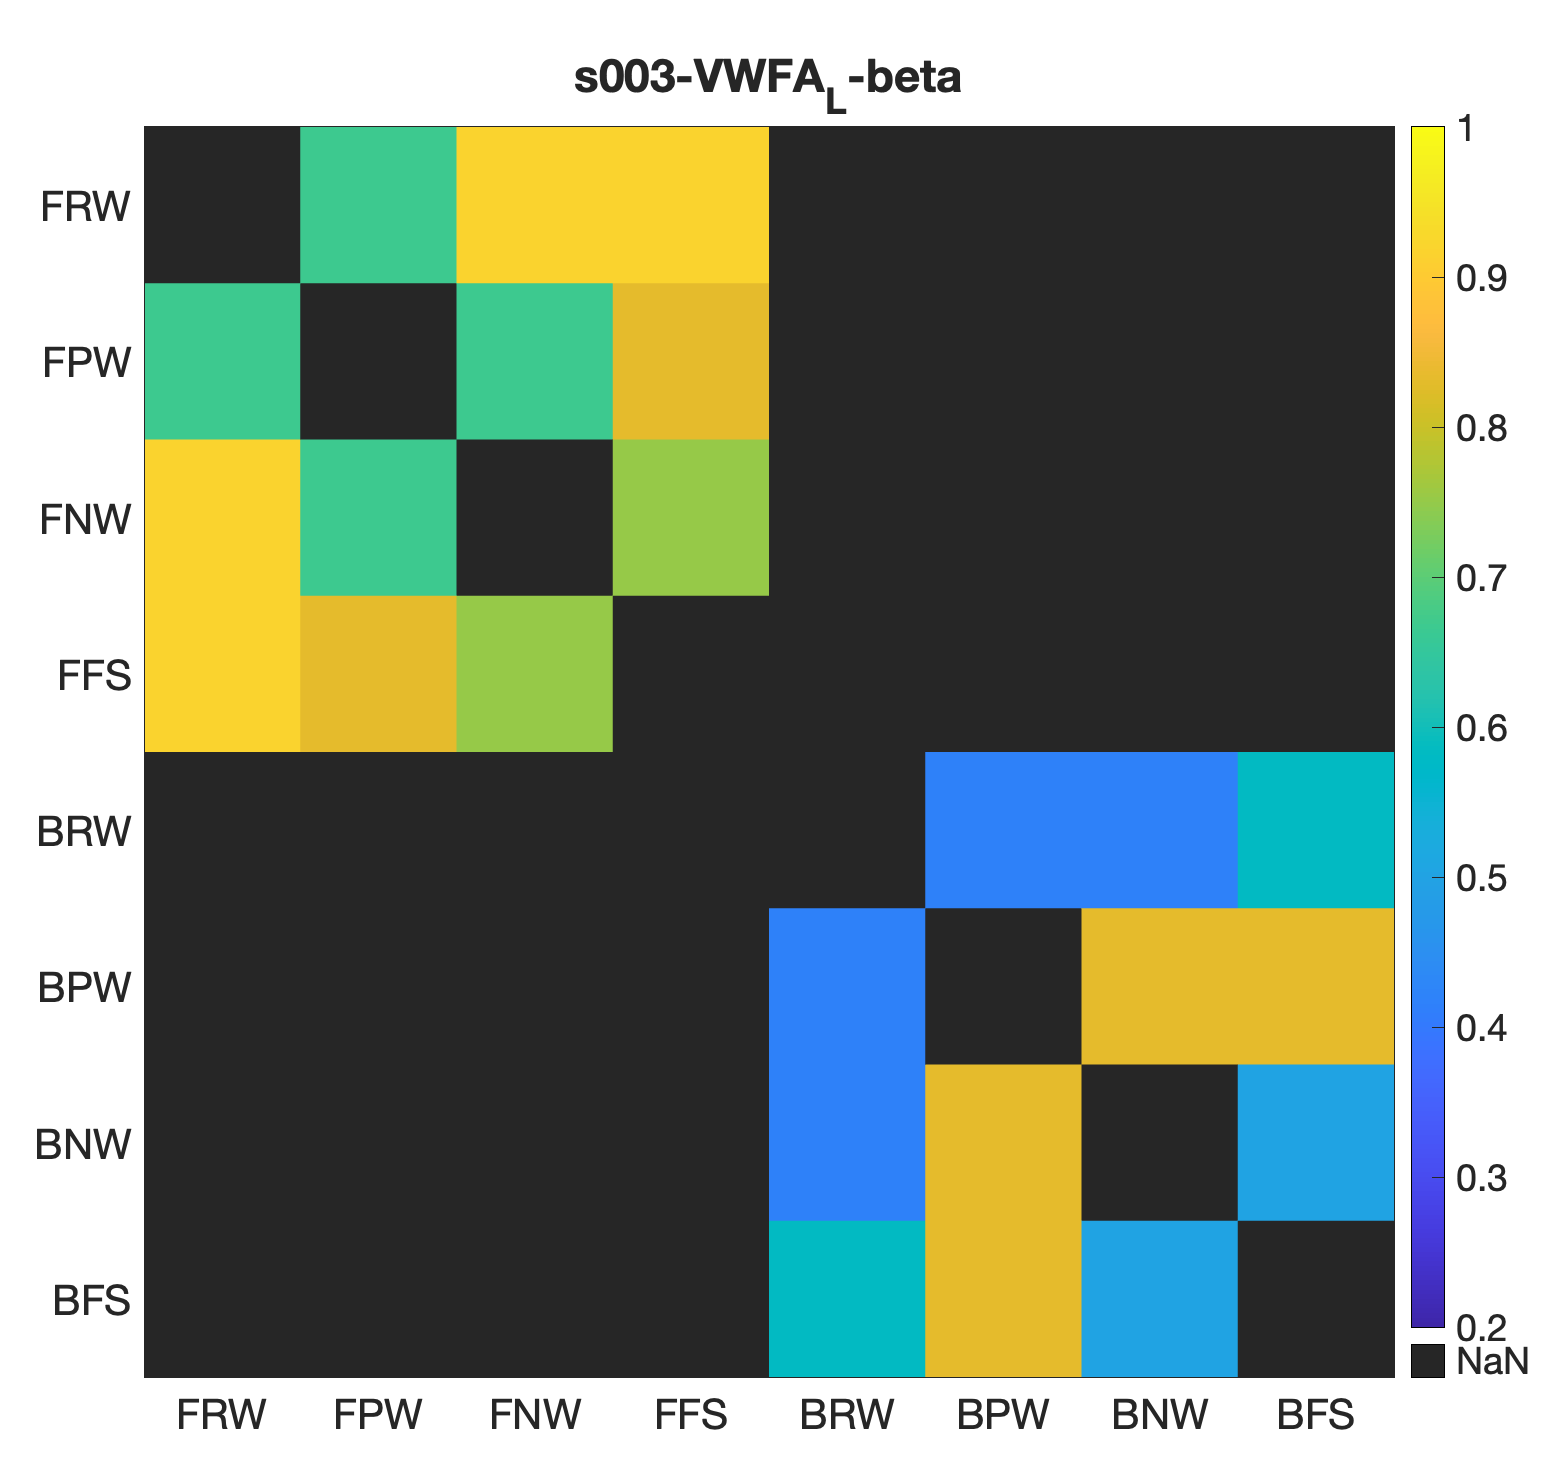 s003-VWFA_L-beta
FRW
FPW
FNW
FFS
BRW
BPW
BNW
BFS
FRW FPW FNW FFS BRW BPW BNW BFS
1
0.9
0.8
0.7
0.6
0.5
0.4
0.3
0.2
NaN